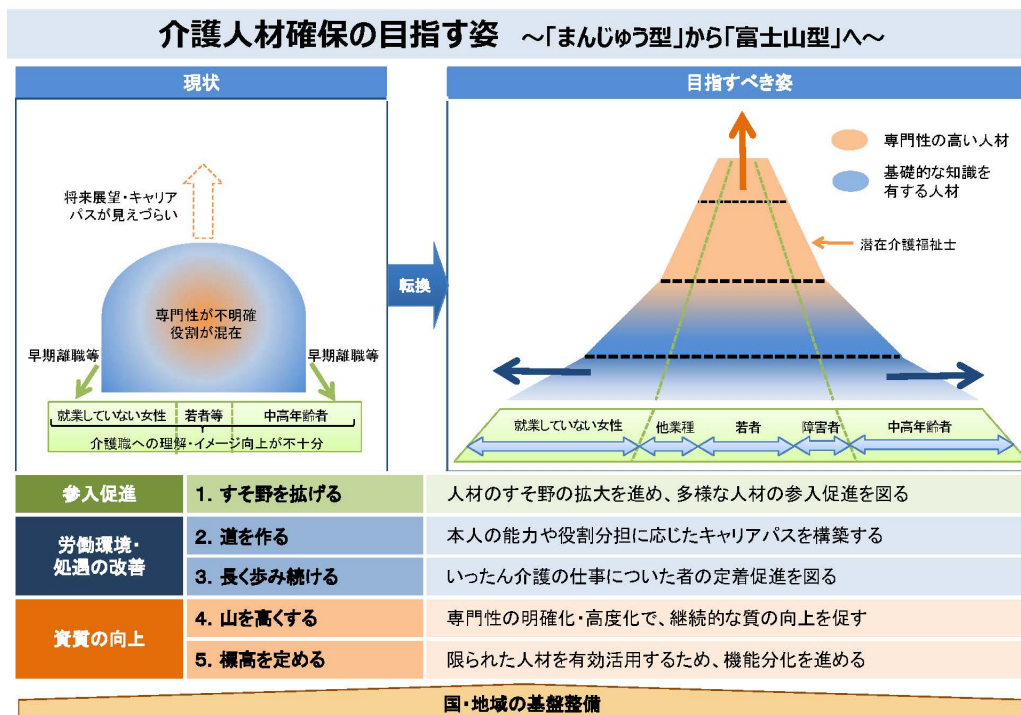 介護人材確保の目指す姿 ～「まんじゅう型」から「富士山型」へ～
現状
将来展望・キャリア
パスが見えづらい
専門性が不明確
役割が混在
早期離職等
早期離職等
就業していない女性 若者等 中高年齢者
介護職への理解・イメージ向上が不十分
転換
目指すべき姿
専門性の高い人材
基礎的な知識を
有する人材
潜在介護福祉士
就業していない女性 他業種 若者 障害者 中高年齢者
参入促進 1. すそ野を拡げる 人材のすそ野の拡大を進め、多様な人材の参入促進を図る
労働環境・
処遇の改善
2. 道を作る 本人の能力や役割分担に応じたキャリアパスを構築する
3. 長く歩み続ける いったん介護の仕事についた者の定着促進を図る
資質の向上
4. 山を高くする 専門性の明確化・高度化で、継続的な質の向上を促す
5. 標高を定める 限られた人材を有効活用するため、機能分化を進める
国・地域の基盤整備